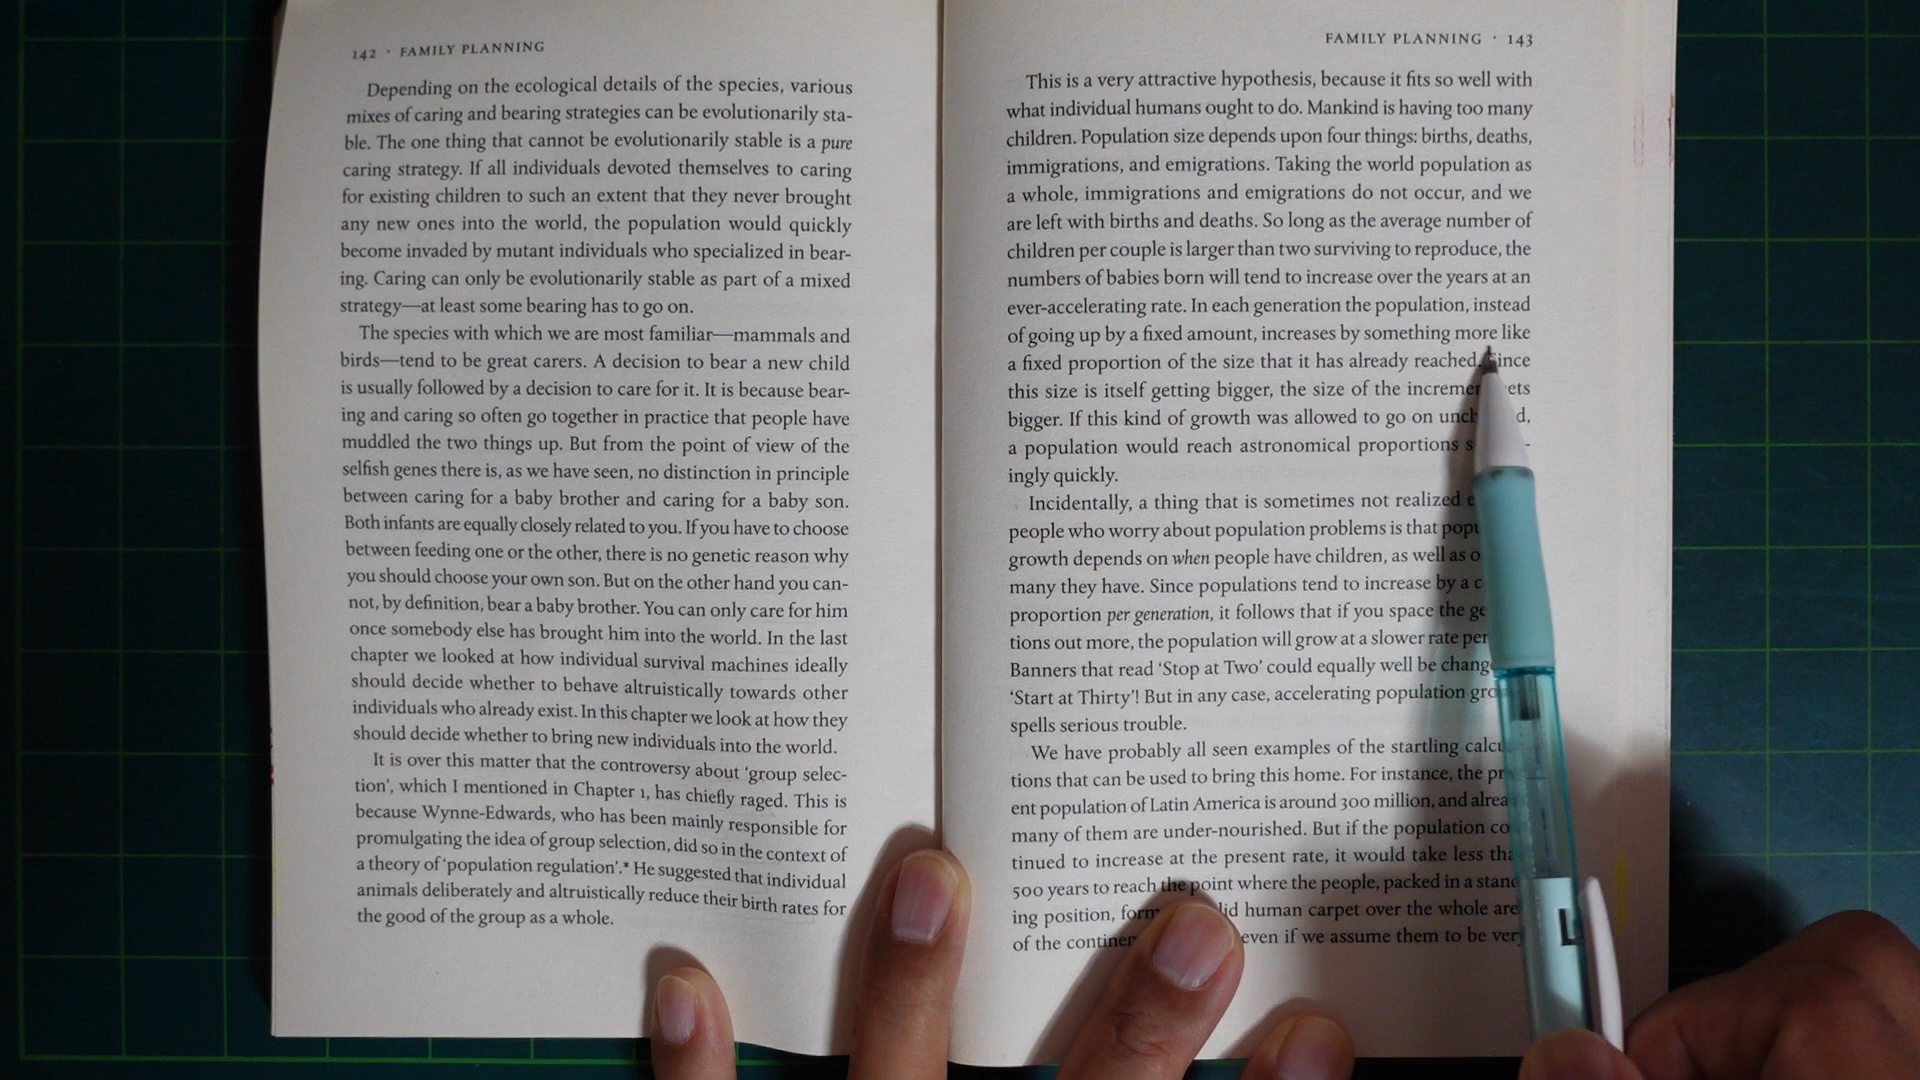 142 · FAMILY PLANNING
Depending on the ecological details of the species, various
mixes of caring and bearing strategies can be evolutionarily sta-
ble. The one thing that cannot be evolutionarily stable is a pure
caring strategy. If all individuals devoted themselves to caring
for existing children to such an extent that they never brought
any new ones into the world, the population would quickly
become invaded by mutant individuals who specialized in bear-
ing. Caring can only be evolutionarily stable as part of a mixed
strategy—at least some bearing has to go on.
The species with which we are most familiar—mammals and
birds—tend to be great carers. A decision to bear a new child
is usually followed by a decision to care for it. It is because bear-
ing and caring so often go together in practice that people have
muddled the two things up. But from the point of view of the
selfish genes there is, as we have seen, no distinction in principle
between caring for a baby brother and caring for a baby son.
Both infants are equally closely related to you. If you have to choose
between feeding one or the other, there is no genetic reason why
you should choose your own son. But on the other hand you can-
not, by definition, bear a baby brother. You can only care for him
once somebody else has brought him into the world. In the last
chapter we looked at how individual survival machines ideally
should decide whether to behave altruistically towards other
individuals who already exist. In this chapter we look at how they
should decide whether to bring new individuals into the world.
It is over this matter that the controversy about ‘group selec-
tion’, which I mentioned in Chapter 1, has chiefly raged. This is
because Wynne-Edwards, who has been mainly responsible for
promulgating the idea of group selection, did so in the context of
a theory of ‘population regulation’.* He suggested that individual
animals deliberately and altruistically reduce their birth rates for
the good of the group as a whole.
FAMILY PLANNING · 143
This is a very attractive hypothesis, because it fits so well with
what individual humans ought to do. Mankind is having too many
children. Population size depends upon four things: births, deaths,
immigrations, and emigrations. Taking the world population as
a whole, immigrations and emigrations do not occur, and we
are left with births and deaths. So long as the average number of
children per couple is larger than two surviving to reproduce, the
numbers of babies born will tend to increase over the years at an
ever-accelerating rate. In each generation the population, instead
of going up by a fixed amount, increases by something more like
a fixed proportion of the size that it has already reached. Since
this size is itself getting bigger, the size of the
bigger. If this kind of growth was allowed to go on
a population would reach astronomical proportions
ingly quickly.
Incidentally, a thing that is sometimes not realized
people who worry about population problems is that
growth depends on when people have children, as well as
many they have. Since populations tend to increase by a
proportion per generation, it follows that if you space the
tions out more, the population will grow at a slower rate per
Banners that read ‘Stop at Two’ could equally well be
‘Start at Thirty’! But in any case, accelerating population
spells serious trouble.
We have probably all seen examples of the startling
tions that can be used to bring this home. For instance, the
ent population of Latin America is around 300 million, and
many of them are under-nourished. But if the population
tinued to increase at the present rate, it would take less
500 years to reach the point where the people, packed in a
ing position, human carpet over the whole
of the even if we assume them to be very